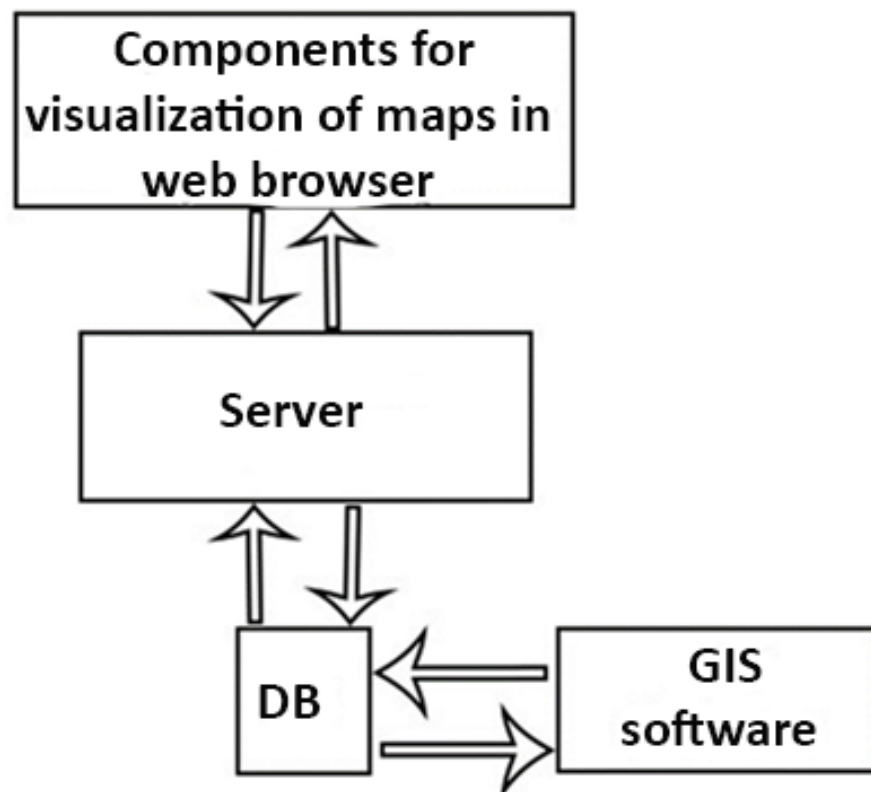 Components for
visualization of maps in
web browser
Server
DB
GIS
software